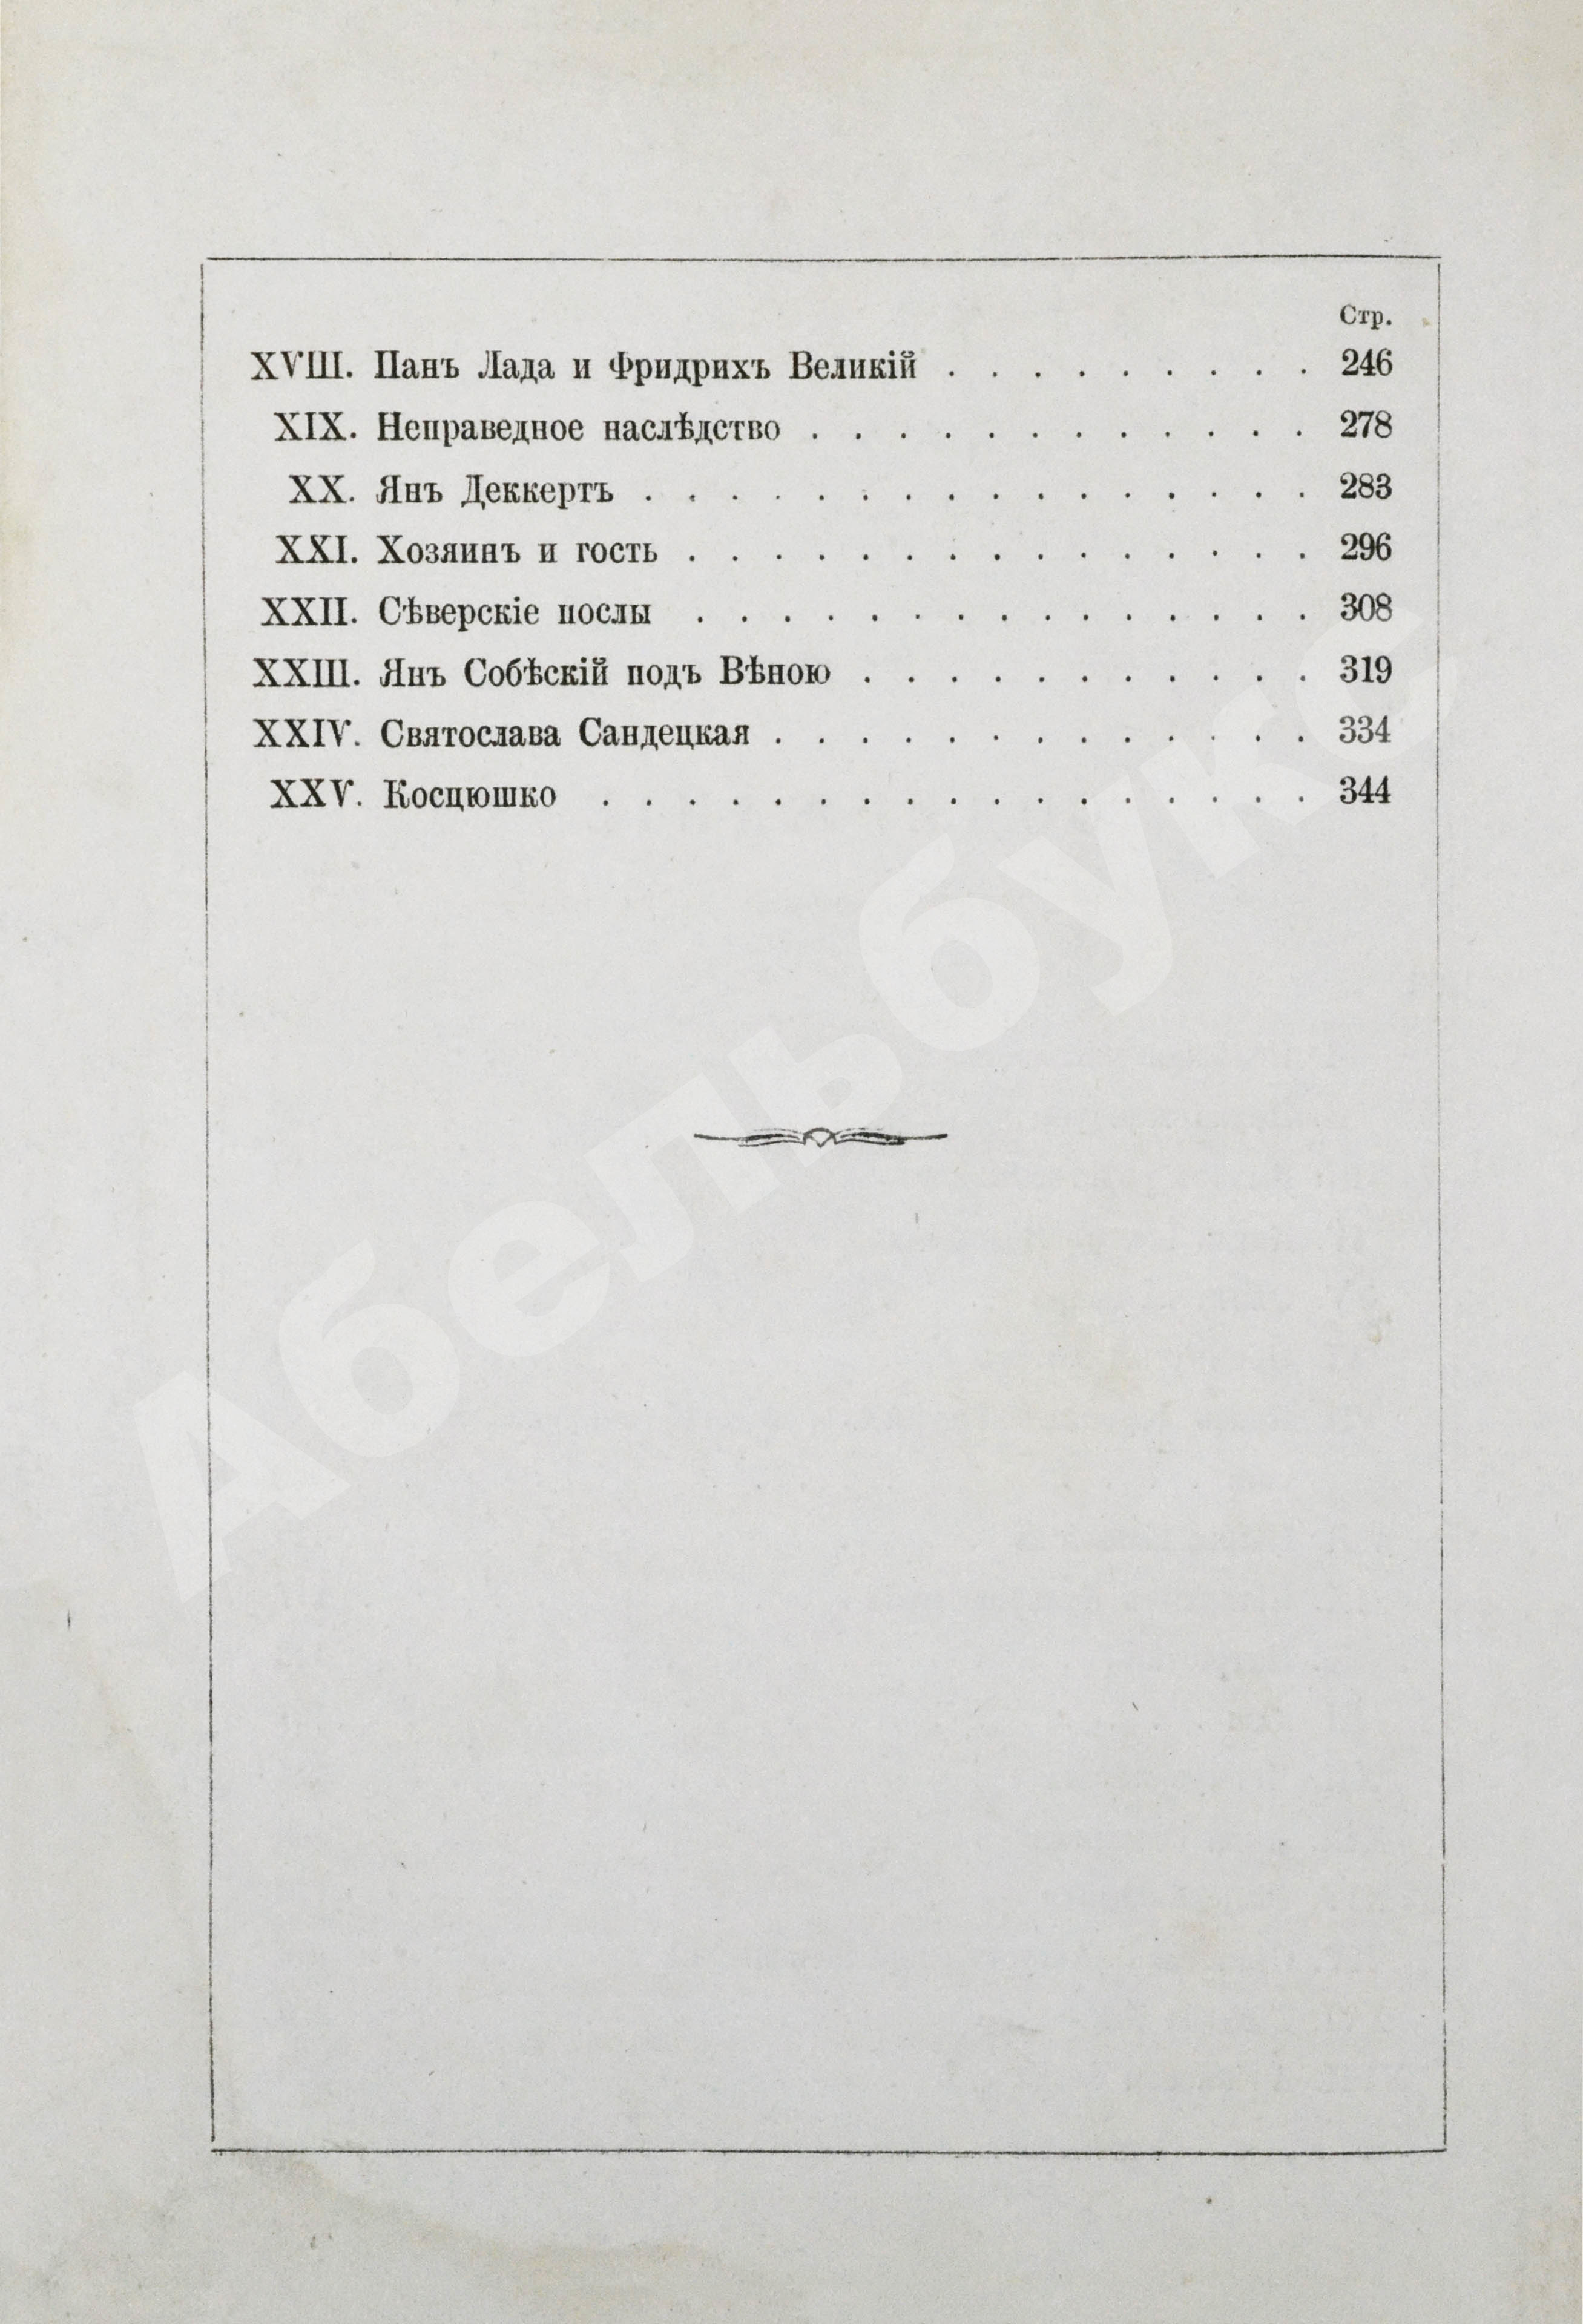 Стр.
XVIII. Панъ Лада и Фридрихъ Великій . . . . . . . . . 246
XIX. Неправедное наслѣдство . . . . . . . . . . . . 278
XX. Янъ Деккертъ . . . . . . . . . . . . . . . . 283
XXI. Хозяинъ и гость . . . . . . . . . . . . . . . 296
XXII. Сѣверскіе послы . . . . . . . . . . . . . . . 308
XXIII. Янъ Собѣскій подъ Вѣною . . . . . . . . . . . 319
XXIV. Святослава Сандецкая . . . . . . . . . . . . . 334
XXV. Косцюшко . . . . . . . . . . . . . . . . . 344
Абельбукс